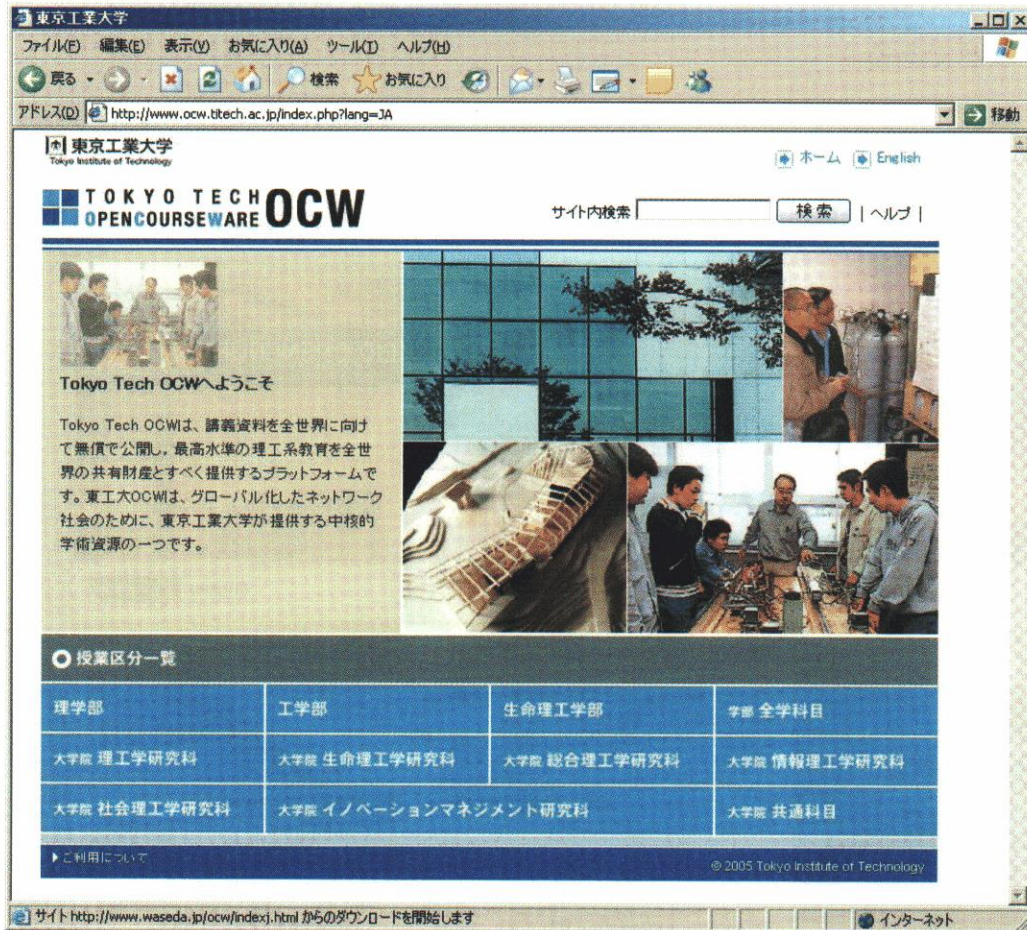 東京工業大学
ファイル(F) 編集(E) 表示(V) お気に入り(A) ツール(T) ヘルプ(H)
戻る 検索 お気に入り
アドレス(D) http://www.ocw.titech.ac.jp/index.php?lang=JA 移動
東京工業大学
Tokyo Institute of Technology
ホーム English
TOKYO TECH
OPENCOURSEWARE OCW
サイト内検索 検索 | ヘルプ |
Tokyo Tech OCWへようこそ
Tokyo Tech OCWは、講義資料を全世界に向け
て無償で公開し，最高水準の理工系教育を全世
界の共有財産とすべく提供するプラットフォームで
す。東工大OCWは、グローバル化したネットワーク
社会のために、東京工業大学が提供する中核的
学術資源の一つです。
授業区分一覧
理学部 工学部 生命理工学部 学部 全学科目
大学院 理工学研究科 大学院 生命理工学研究科 大学院 総合理工学研究科 大学院 情報理工学研究科
大学院 社会理工学研究科 大学院 イノベーションマネジメント研究科 大学院 共通科目
ご利用について
© 2005 Tokyo Institute of Technology
サイト http://www.waseda.jp/ocw/indexj.html からのダウンロードを開始します インターネット